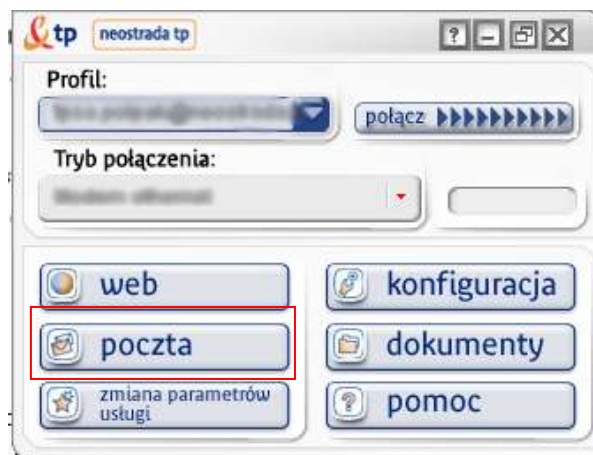 &tp neostrada tp
Profil:
połącz
Tryb połączenia:
web
konfiguracja
poczta
dokumenty
zmiana parametrów
usługi
pomoc